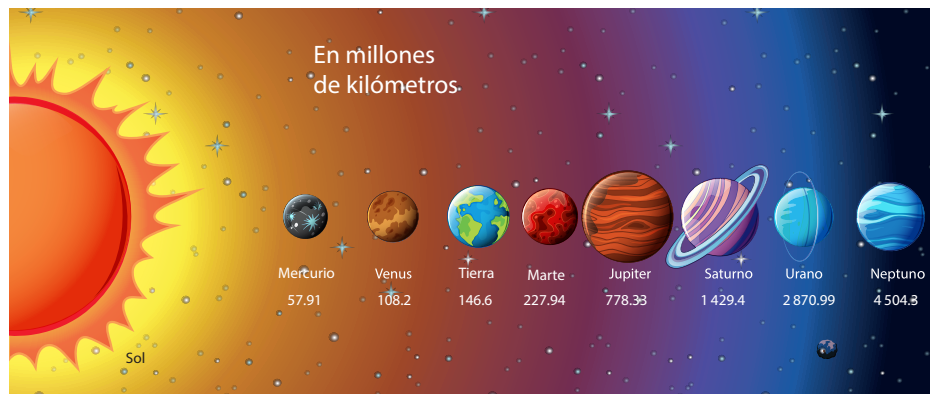 En millones
de kilómetros
Mercurio Venus Tierra Marte Jupiter Saturno Urano Neptuno
57.91 108.2 146.6 227.94 778.33 1 429.4 2 870.99 4 504.3
Sol